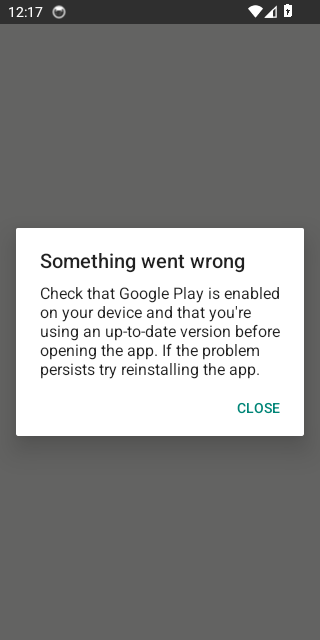 12:17
Something went wrong
Check that Google Play is enabled
on your device and that you're
using an up-to-date version before
opening the app. If the problem
persists try reinstalling the app.
CLOSE